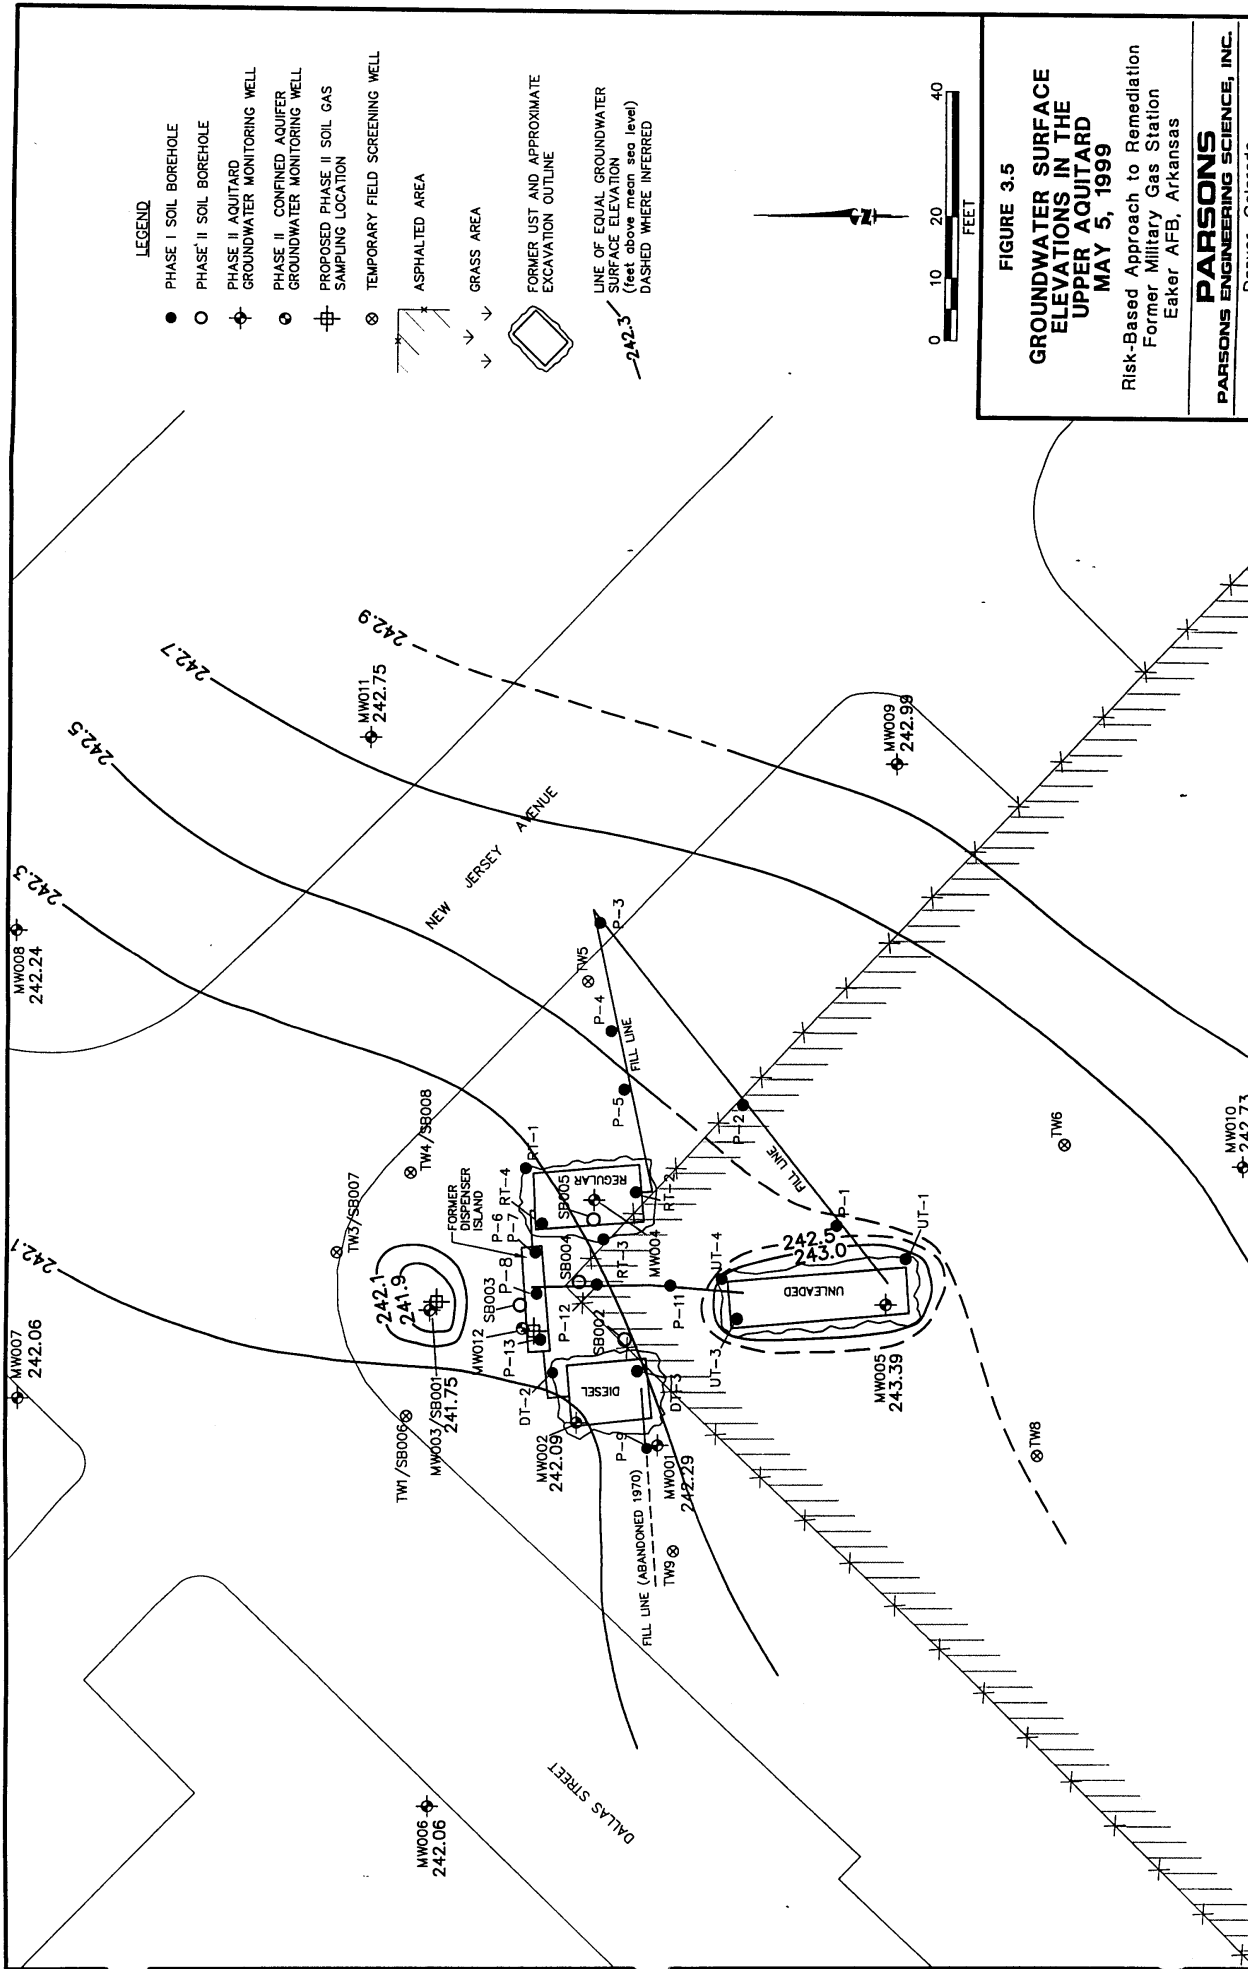 LEGEND
PHASE I SOIL BOREHOLE
PHASE II SOIL BOREHOLE
PHASE II AQUITARD
GROUNDWATER MONITORING WELL
PHASE II CONFINED AQUIFER
GROUNDWATER MONITORING WELL
PROPOSED PHASE II SOIL GAS
SAMPLING LOCATION
TEMPORARY FIELD SCREENING WELL
ASPHALTED AREA
GRASS AREA
FORMER UST AND APPROXIMATE
EXCAVATION OUTLINE
242.3
LINE OF EQUAL GROUNDWATER
SURFACE ELEVATION
(feet above mean sea level)
DASHED WHERE INFERRED
N
0 10 20 40
FEET
FIGURE 3.5
GROUNDWATER SURFACE
ELEVATIONS IN THE
UPPER AQUITARD
MAY 5, 1999
Risk-Based Approach to Remediation
Former Military Gas Station
Eaker AFB, Arkansas
PARSONS
PARSONS ENGINEERING SCIENCE, INC.
MW006
242.06
MW007
242.06
MW008
242.24
242.1
242.3
242.5
242.7
242.9
MW011
242.75
NEW JERSEY AVENUE
TW1/SB006
MW003/SB001
241.75
242.1
241.9
TW3/SB007
TW4/SB008
FORMER
DISPENSER
ISLAND
MW002
242.09
DT-2
P-13
MW012
SB003
P-8
P-7
P-6
RT-4
RT-1
DIESEL
DT-3
P-9
MW001
242.29
SB002
P-12
SB004
SB005
REGULAR
RT-3
MW004
RT-2
P-5
P-4
TW5
P-3
FILL LINE
FILL LINE (ABANDONED 1970)
TW9
P-11
P-2
FILL LINE
P-1
UT-3
UT-4
UNLEADED
242.5
243.0
UT-1
MW005
243.39
MW009
242.99
TW8
TW6
MW010
242.73
DALLAS STREET